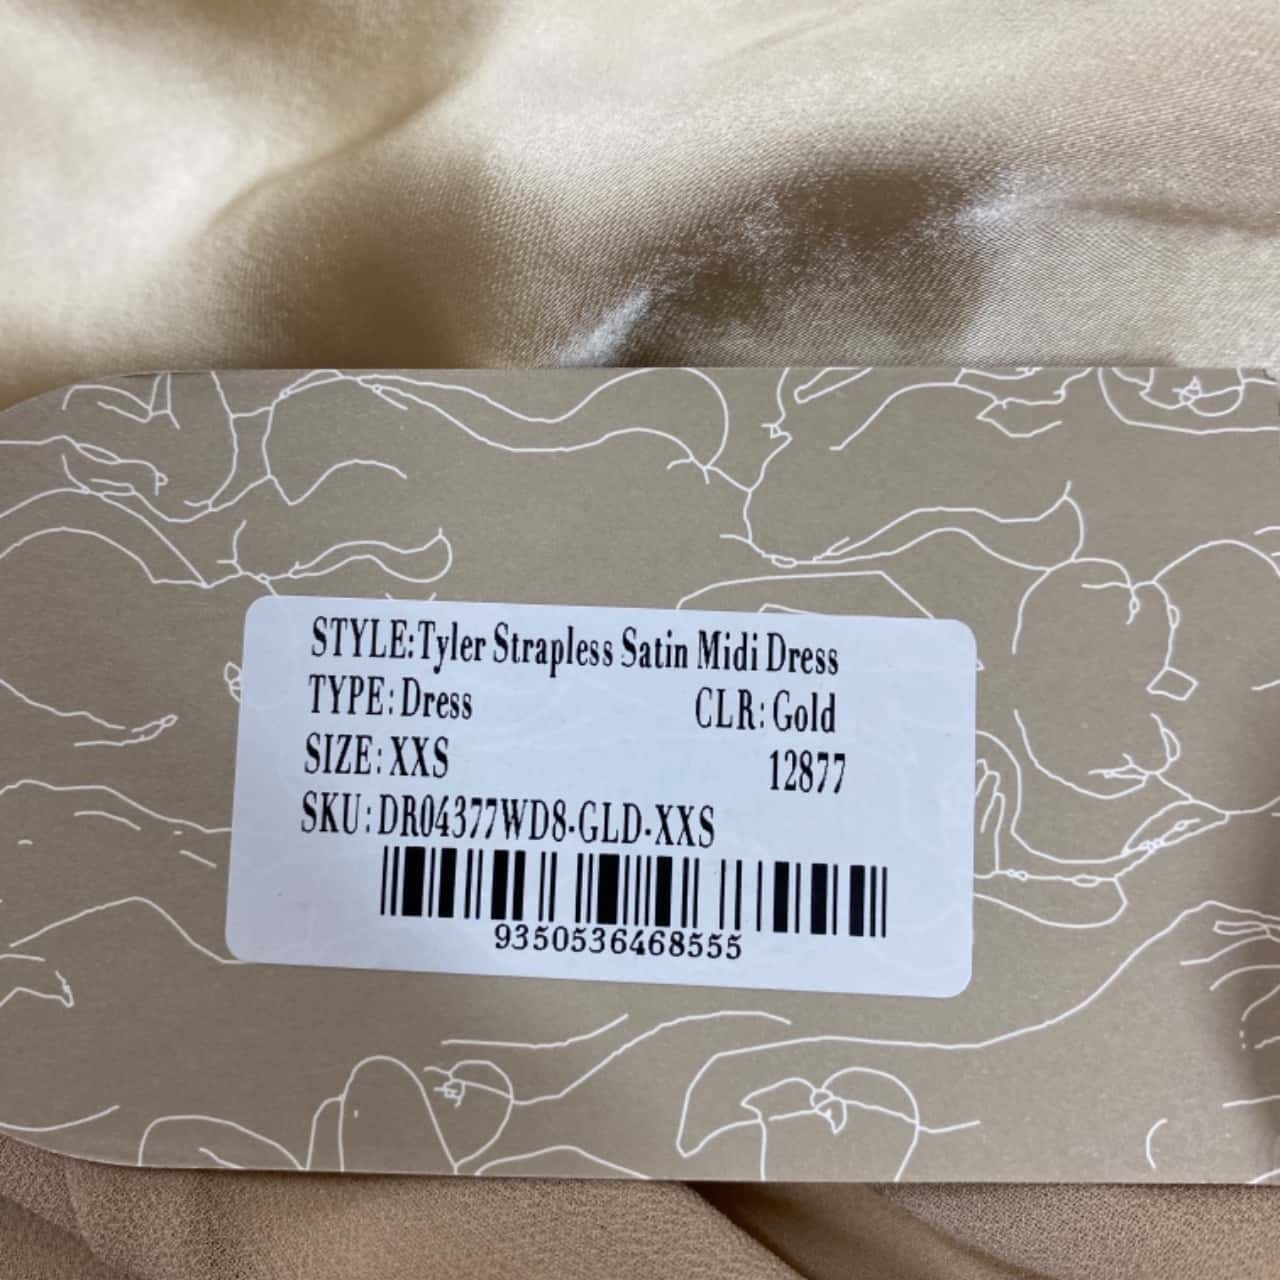 STYLE: Tyler Strapless Satin Midi Dress
TYPE: Dress CLR: Gold
SIZE: XXS 12877
SKU: DR04377WD8-GLD-XXS
9350536468555